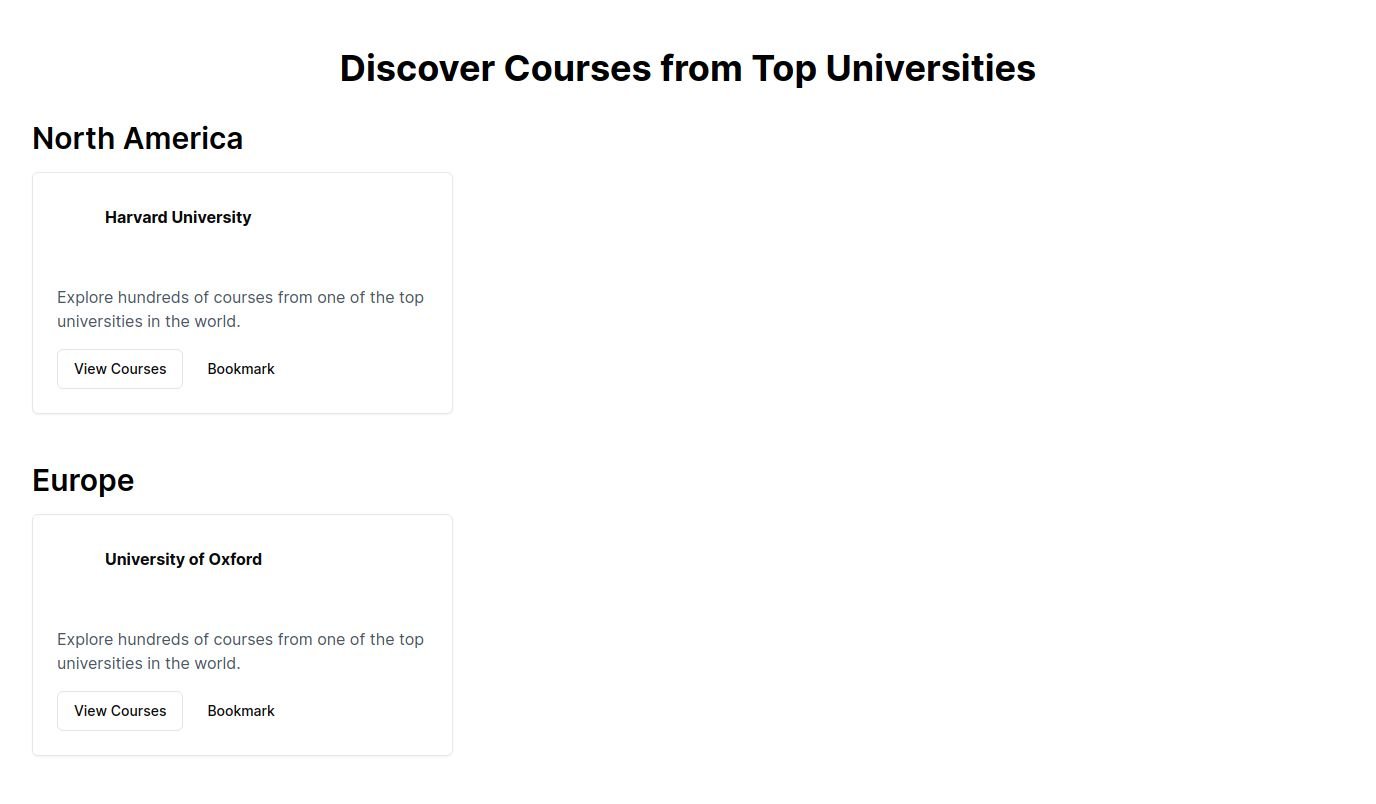 Discover Courses from Top Universities
North America
Harvard University
Explore hundreds of courses from one of the top
universities in the world.
View Courses
Bookmark
Europe
University of Oxford
Explore hundreds of courses from one of the top
universities in the world.
View Courses
Bookmark